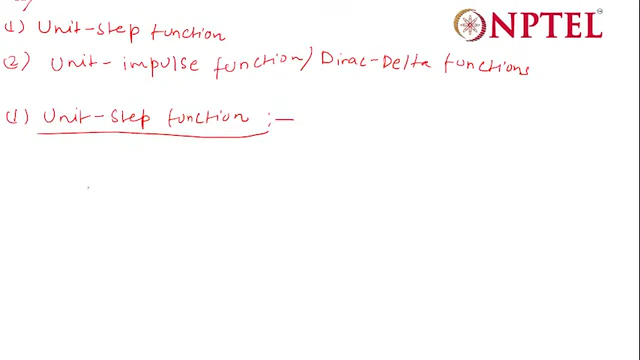 (1) Unit-step function
NPTEL
(2) Unit-impulse function/Dirac-Delta functions
(1) Unit-step function :-